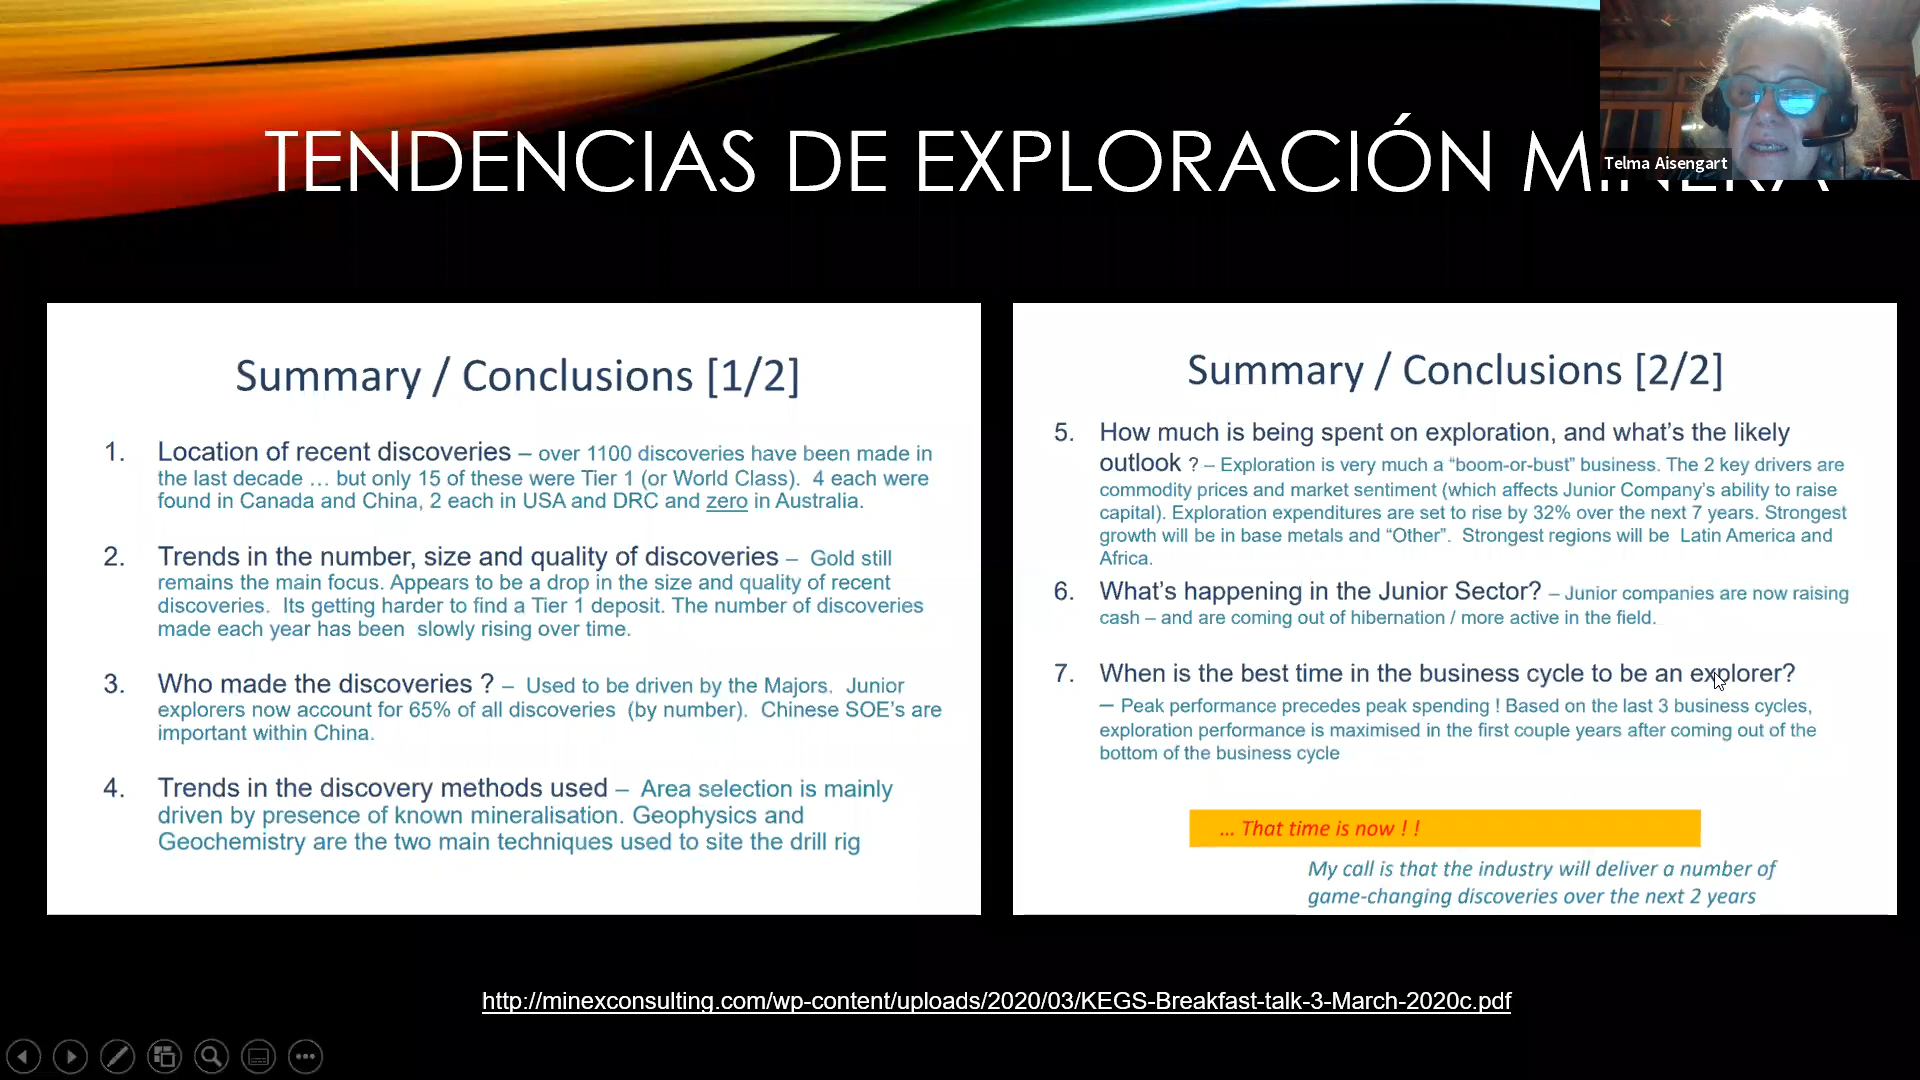 TENDENCIAS DE EXPLORACIÓN MINERA
Telma Aisengart
Summary / Conclusions [1/2]
1. Location of recent discoveries – over 1100 discoveries have been made in
the last decade … but only 15 of these were Tier 1 (or World Class). 4 each were
found in Canada and China, 2 each in USA and DRC and zero in Australia.
2. Trends in the number, size and quality of discoveries – Gold still
remains the main focus. Appears to be a drop in the size and quality of recent
discoveries. Its getting harder to find a Tier 1 deposit. The number of discoveries
made each year has been slowly rising over time.
3. Who made the discoveries ? – Used to be driven by the Majors. Junior
explorers now account for 65% of all discoveries (by number). Chinese SOE's are
important within China.
4. Trends in the discovery methods used – Area selection is mainly
driven by presence of known mineralisation. Geophysics and
Geochemistry are the two main techniques used to site the drill rig
Summary / Conclusions [2/2]
5. How much is being spent on exploration, and what's the likely
outlook ? – Exploration is very much a “boom-or-bust” business. The 2 key drivers are
commodity prices and market sentiment (which affects Junior Company's ability to raise
capital). Exploration expenditures are set to rise by 32% over the next 7 years. Strongest
growth will be in base metals and “Other”. Strongest regions will be Latin America and
Africa.
6. What's happening in the Junior Sector? – Junior companies are now raising
cash – and are coming out of hibernation / more active in the field.
7. When is the best time in the business cycle to be an explorer?
– Peak performance precedes peak spending ! Based on the last 3 business cycles,
exploration performance is maximised in the first couple years after coming out of the
bottom of the business cycle
... That time is now ! !
My call is that the industry will deliver a number of
game-changing discoveries over the next 2 years
http://minexconsulting.com/wp-content/uploads/2020/03/KEGS-Breakfast-talk-3-March-2020c.pdf